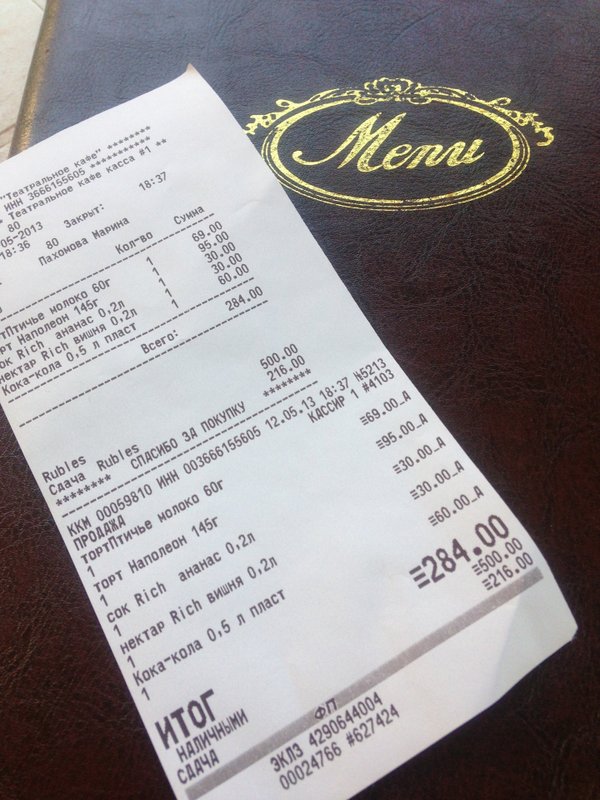 Menu
"Театральное кафе" ********
ИНН 3666155605 ***********
* Театральное кафе касса #1 **
80
05-2013
18:36 80 Закрыт: 18:37
Пахомова Марина
Кол-во Сумма
тПтичье молоко 60г 1 69.00
орт Наполеон 145г 1 95.00
сок Rich ананас 0,2л 1 30.00
нектар Rich вишня 0,2л 1 30.00
Кока-кола 0,5 л пласт 1 60.00
Всего: 284.00
Rubles 500.00
Сдача Rubles 216.00
******** СПАСИБО ЗА ПОКУПКУ ********
ККМ 00059810 ИНН 003666155605 12.05.13 18:37 №5213
ПРОДАЖА КАССИР 1 #4103
тортПтичье молоко 60г
1 ≡69.00_А
торт Наполеон 145г
1 ≡95.00_А
сок Rich ананас 0,2л
1 ≡30.00_А
нектар Rich вишня 0,2л
1 ≡30.00_А
Кока-кола 0,5 л пласт
1 ≡60.00_А
ИТОГ ≡284.00
НАЛИЧНЫМИ ≡500.00
СДАЧА ≡216.00
ФП
ЭКЛЗ 4290644004
00024766 #627424